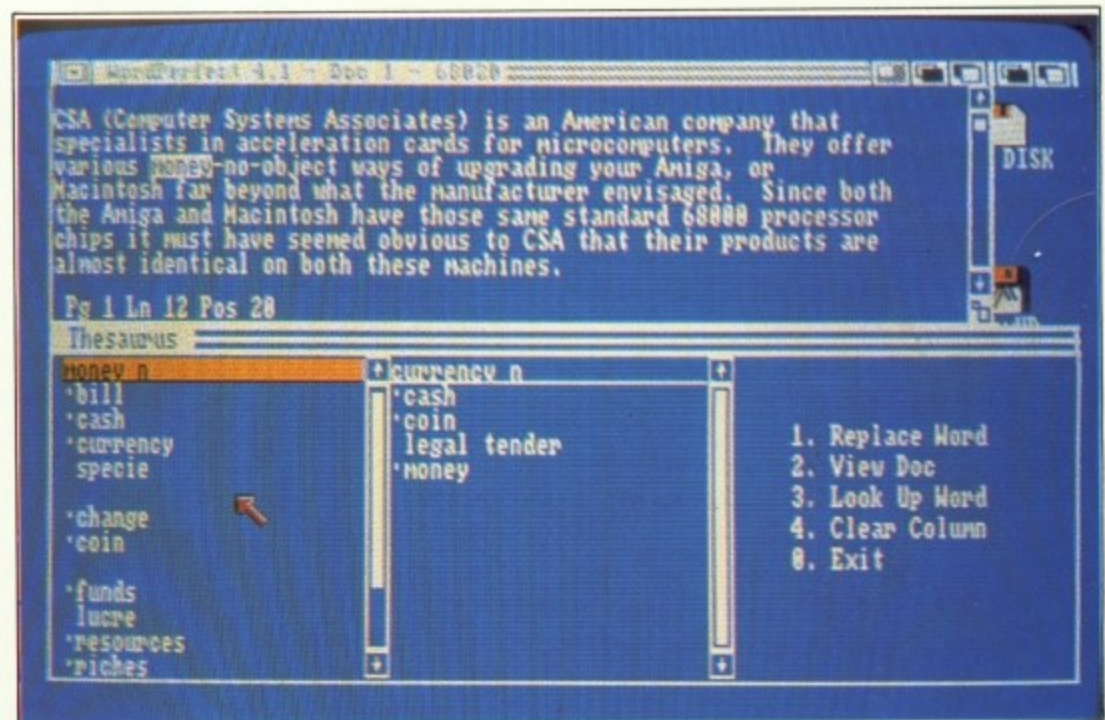 WordPerfect 4.1 - Doc 1 - 68020
CSA (Computer Systems Associates) is an American company that
specialists in acceleration cards for microcomputers. They offer
various money-no-object ways of upgrading your Amiga, or
Macintosh far beyond what the manufacturer envisaged. Since both
the Amiga and Macintosh have those same standard 68000 processor
chips it must have seemed obvious to CSA that their products are
almost identical on both these machines.
DISK
Pg 1 Ln 12 Pos 20
Thesaurus
money n
·bill
·cash
·currency
specie
·change
·coin
·funds
lucre
·resources
·riches
currency n
·cash
·coin
legal tender
·money
1. Replace Word
2. View Doc
3. Look Up Word
4. Clear Column
0. Exit